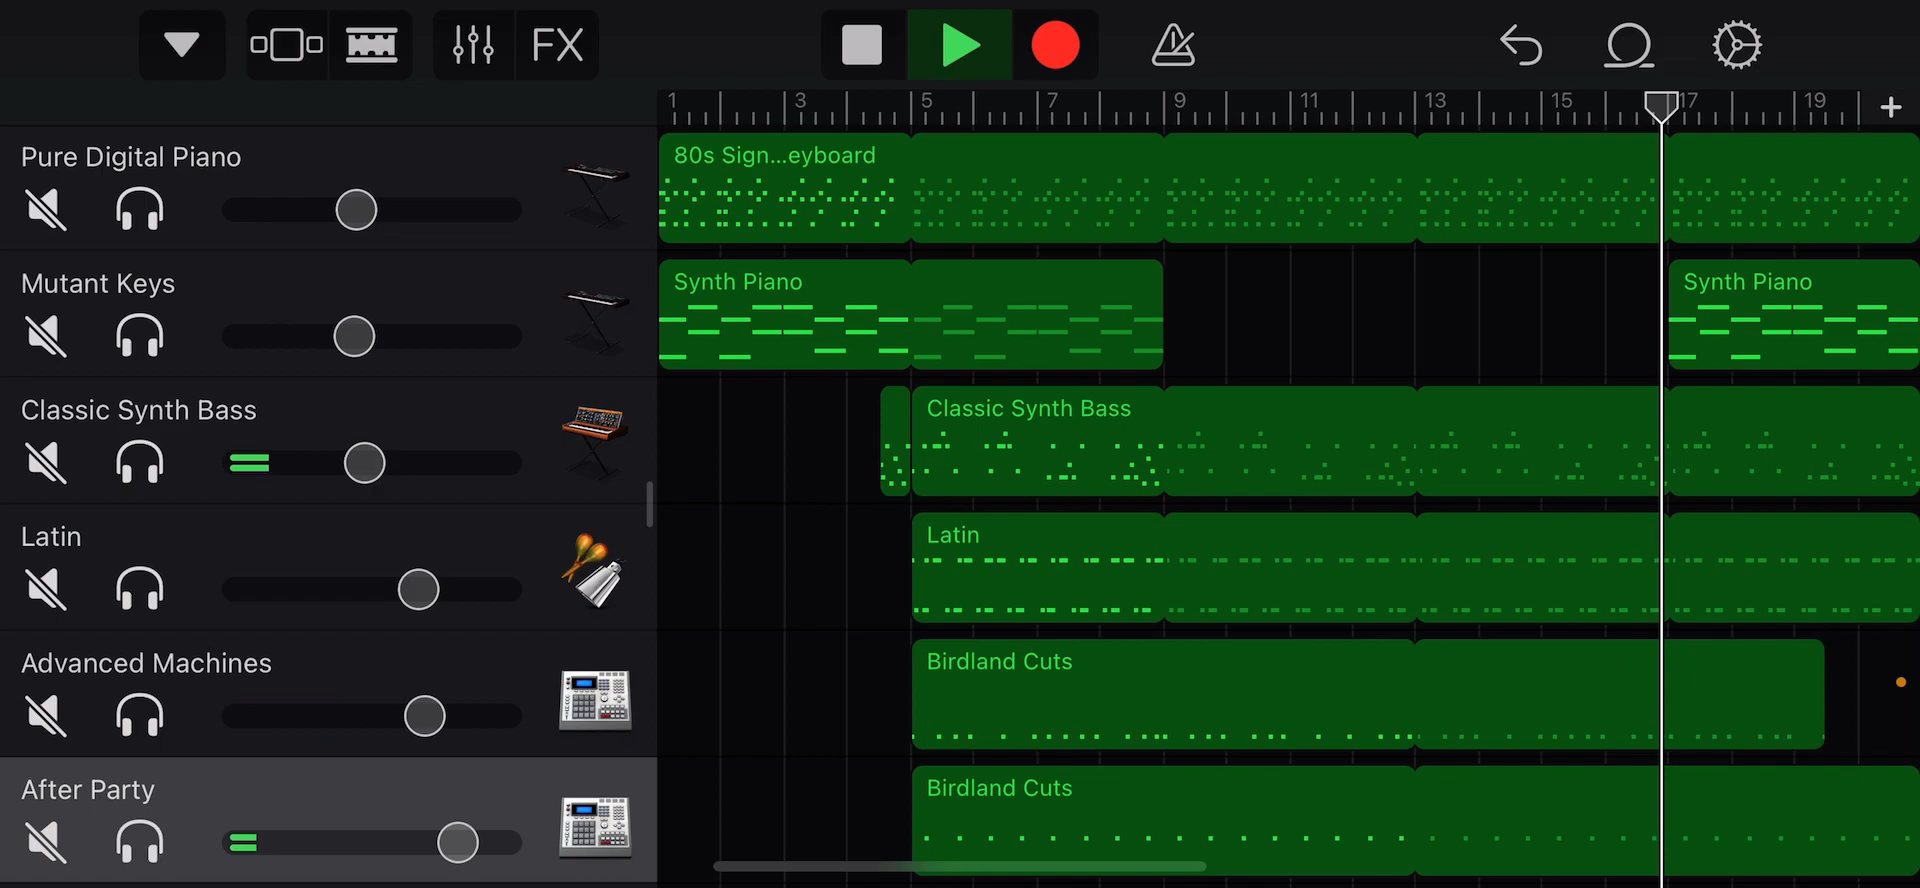 FX
1 3 5 7 9 11 13 15 17 19 +
Pure Digital Piano
80s Sign...eyboard
Mutant Keys
Synth Piano
Synth Piano
Classic Synth Bass
Classic Synth Bass
Latin
Latin
Advanced Machines
Birdland Cuts
After Party
Birdland Cuts